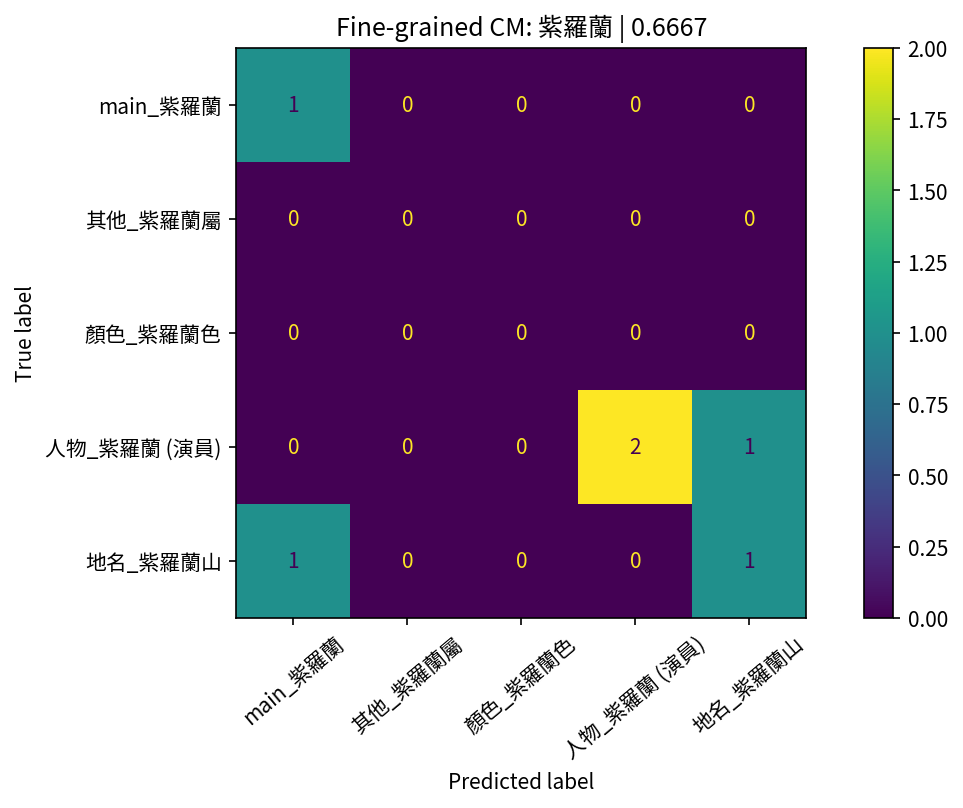 Fine-grained CM: 紫羅蘭 | 0.6667
True label
main_紫羅蘭
其他_紫羅蘭屬
顏色_紫羅蘭色
人物_紫羅蘭 (演員)
地名_紫羅蘭山
1 0 0 0 0
0 0 0 0 0
0 0 0 0 0
0 0 0 2 1
1 0 0 0 1
main_紫羅蘭
其他_紫羅蘭屬
顏色_紫羅蘭色
人物_紫羅蘭 (演員)
地名_紫羅蘭山
Predicted label
2.00
1.75
1.50
1.25
1.00
0.75
0.50
0.25
0.00